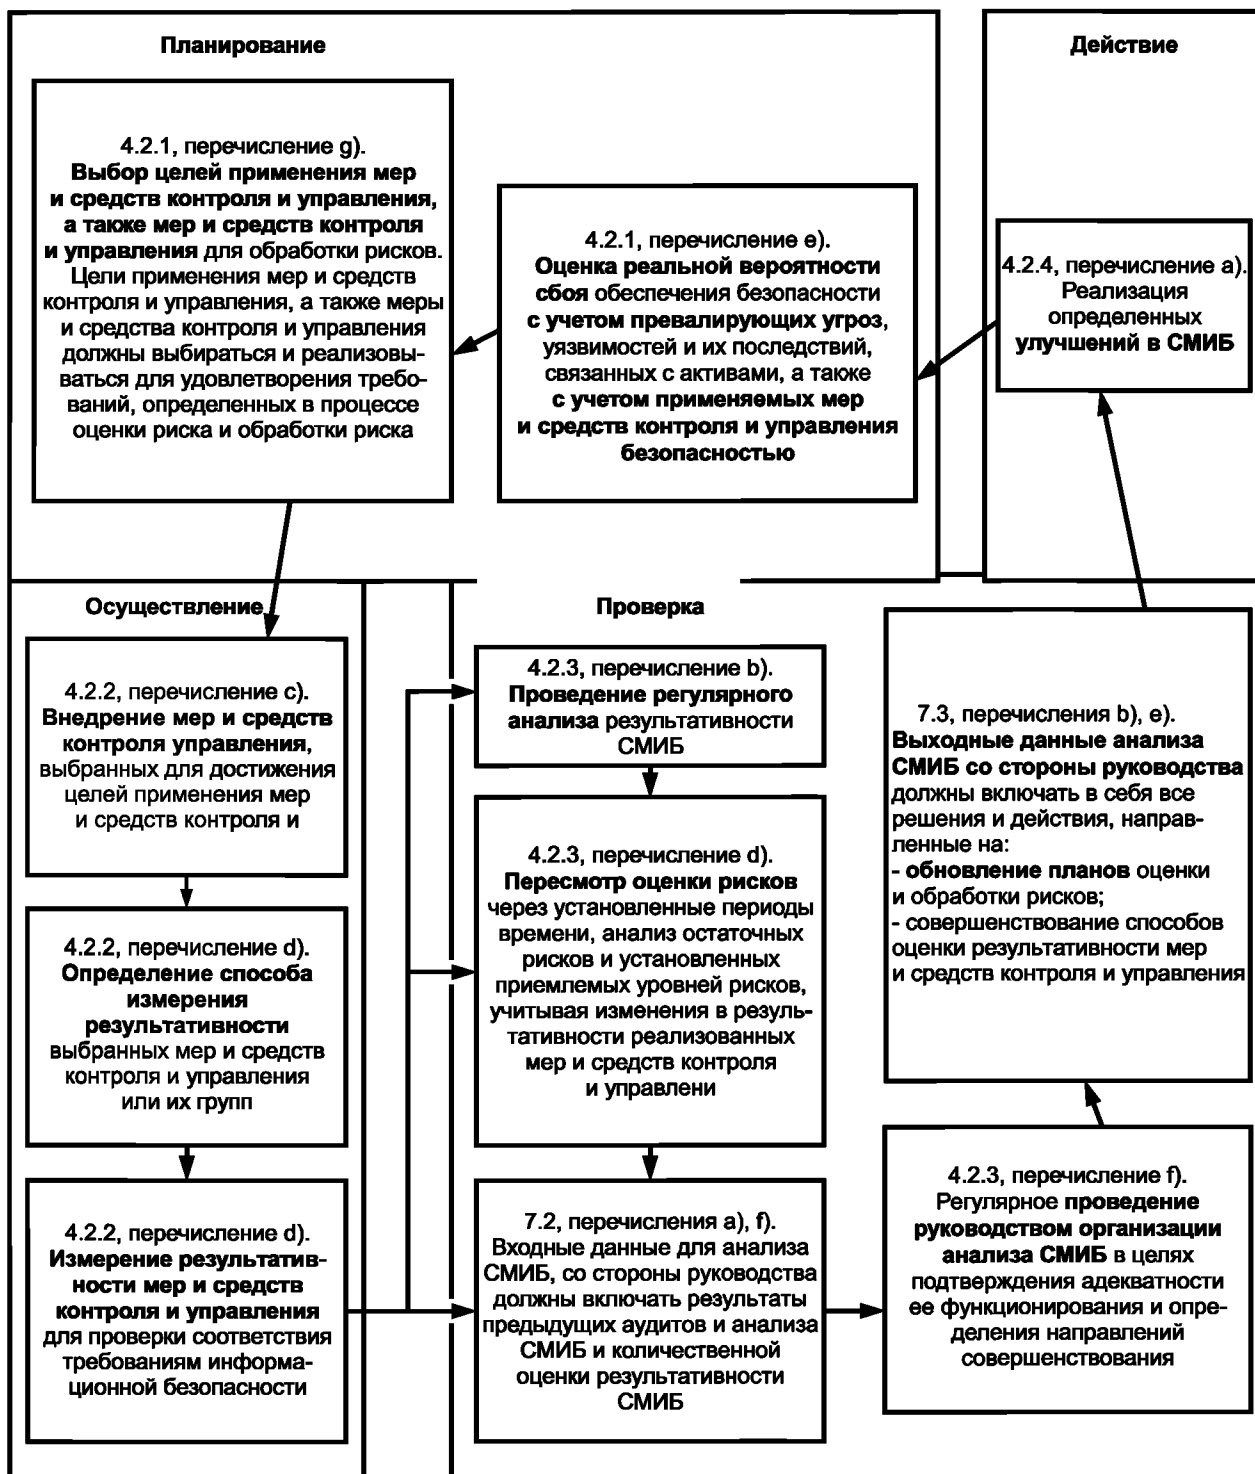 Планирование
4.2.1, перечисление g).
Выбор целей применения мер
и средств контроля и управления,
а также мер и средств контроля
и управления для обработки рисков.
Цели применения мер и средств
контроля и управления, а также меры
и средства контроля и управления
должны выбираться и реализовы-
ваться для удовлетворения требо-
ваний, определенных в процессе
оценки риска и обработки риска
4.2.1, перечисление e).
Оценка реальной вероятности
сбоя обеспечения безопасности
с учетом превалирующих угроз,
уязвимостей и их последствий,
связанных с активами, а также
с учетом применяемых мер
и средств контроля и управления
безопасностью
Действие
4.2.4, перечисление a).
Реализация
определенных
улучшений в СМИБ
Осуществление
4.2.2, перечисление c).
Внедрение мер и средств
контроля управления,
выбранных для достижения
целей применения мер
и средств контроля и
4.2.2, перечисление d).
Определение способа
измерения
результативности
выбранных мер и средств
контроля и управления
или их групп
4.2.2, перечисление d).
Измерение результатив-
ности мер и средств
контроля и управления
для проверки соответствия
требованиям информа-
ционной безопасности
Проверка
4.2.3, перечисление b).
Проведение регулярного
анализа результативности
СМИБ
4.2.3, перечисление d).
Пересмотр оценки рисков
через установленные периоды
времени, анализ остаточных
рисков и установленных
приемлемых уровней рисков,
учитывая изменения в резуль-
тативности реализованных
мер и средств контроля
и управлени
7.2, перечисления a), f).
Входные данные для анализа
СМИБ, со стороны руководства
должны включать результаты
предыдущих аудитов и анализа
СМИБ и количественной
оценки результативности
СМИБ
7.3, перечисления b), e).
Выходные данные анализа
СМИБ со стороны руководства
должны включать в себя все
решения и действия, направ-
ленные на:
- обновление планов оценки
и обработки рисков;
- совершенствование способов
оценки результативности мер
и средств контроля и управления
4.2.3, перечисление f).
Регулярное проведение
руководством организации
анализа СМИБ в целях
подтверждения адекватности
ее функционирования и опре-
деления направлений
совершенствования